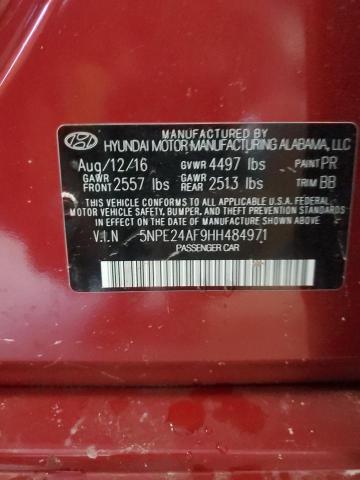 MANUFACTURED BY
HYUNDAI MOTOR MANUFACTURING ALABAMA, LLC
Aug/12/16 GVWR 4497 lbs PAINT PR
GAWR FRONT 2557 lbs GAWR REAR 2513 lbs TRIM BB
THIS VEHICLE CONFORMS TO ALL APPLICABLE U.S. FEDERAL
MOTOR VEHICLE SAFETY, BUMPER, AND THEFT PREVENTION
STANDARDS IN EFFECT ON THE DATE OF MANUFACTURE
SHOWN ABOVE.
V.I.N 5NPE24AF9HH484971
PASSENGER CAR